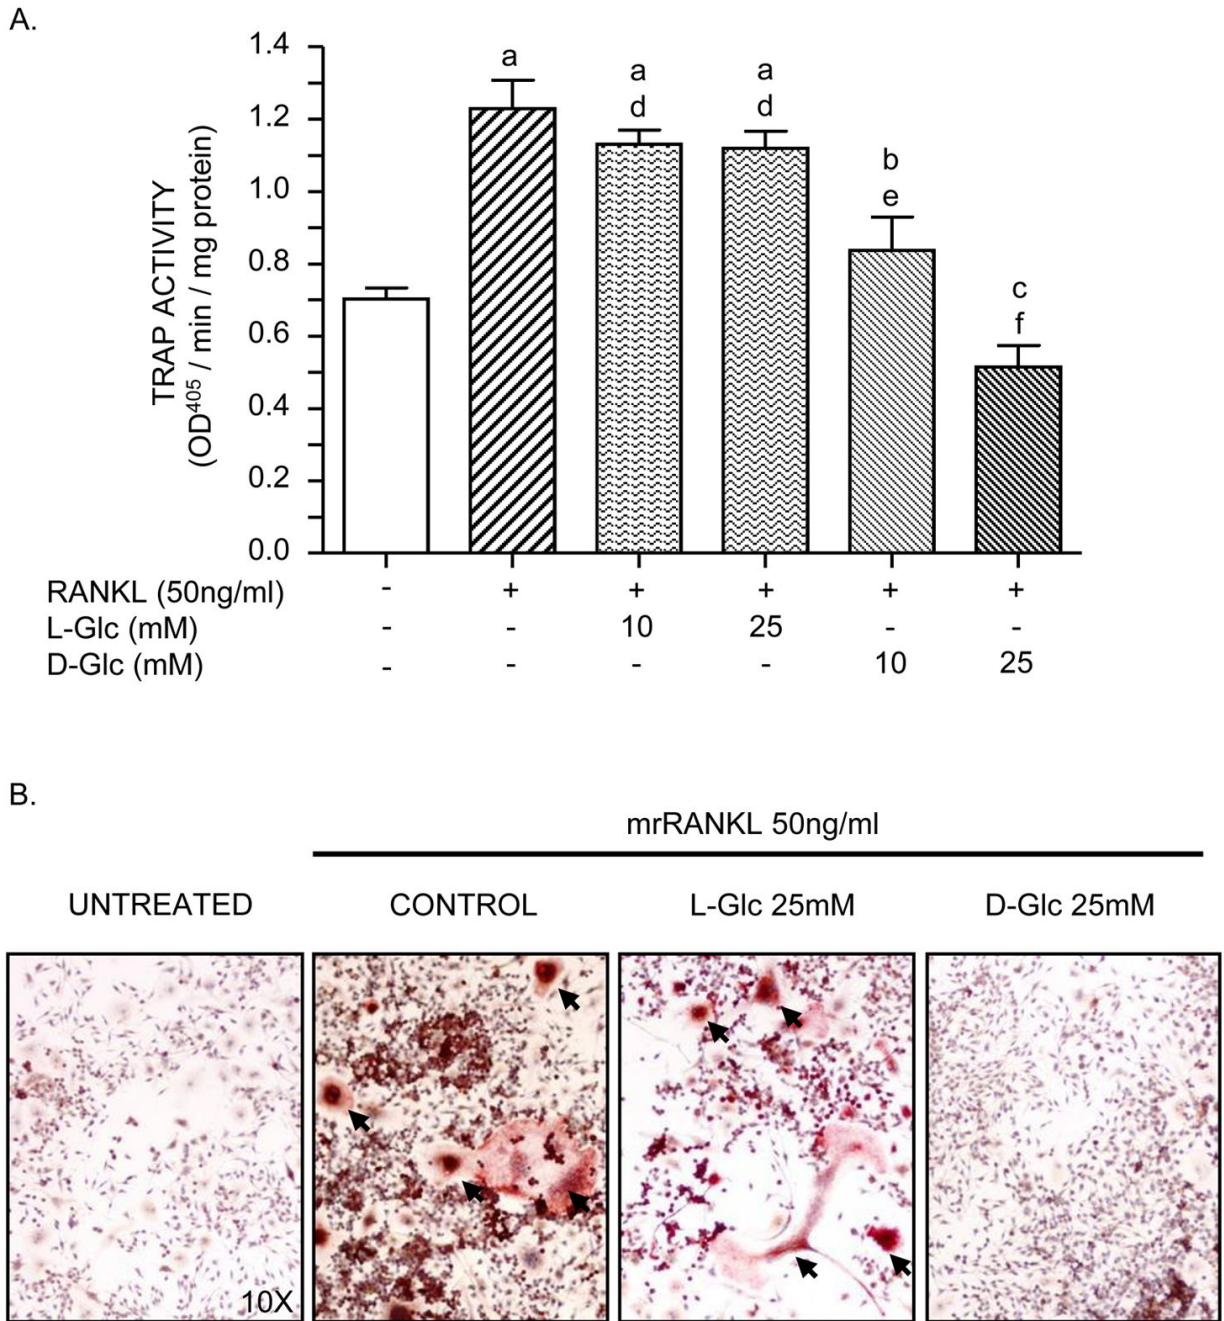 A.
TRAP ACTIVITY
(OD405 / min / mg protein)
1.4
1.2
1.0
0.8
0.6
0.4
0.2
0.0
a
a
d
a
d
b
e
c
f
RANKL (50ng/ml) - + + + + +
L-Glc (mM) - - 10 25 - -
D-Glc (mM) - - - - 10 25
B.
mrRANKL 50ng/ml
UNTREATED CONTROL L-Glc 25mM D-Glc 25mM
10X